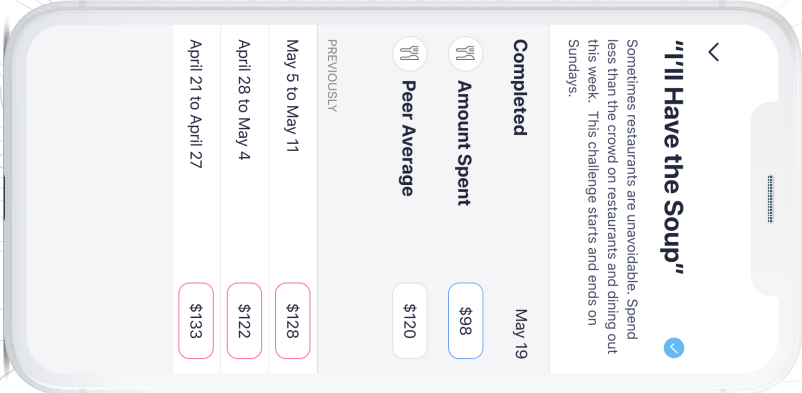 “I’ll Have the Soup”
Sometimes restaurants are unavoidable. Spend
less than the crowd on restaurants and dining out
this week.  This challenge starts and ends on
Sundays.
Completed May 19
Amount Spent $98
Peer Average $120
PREVIOUSLY
May 5 to May 11 $128
April 28 to May 4 $122
April 21 to April 27 $133